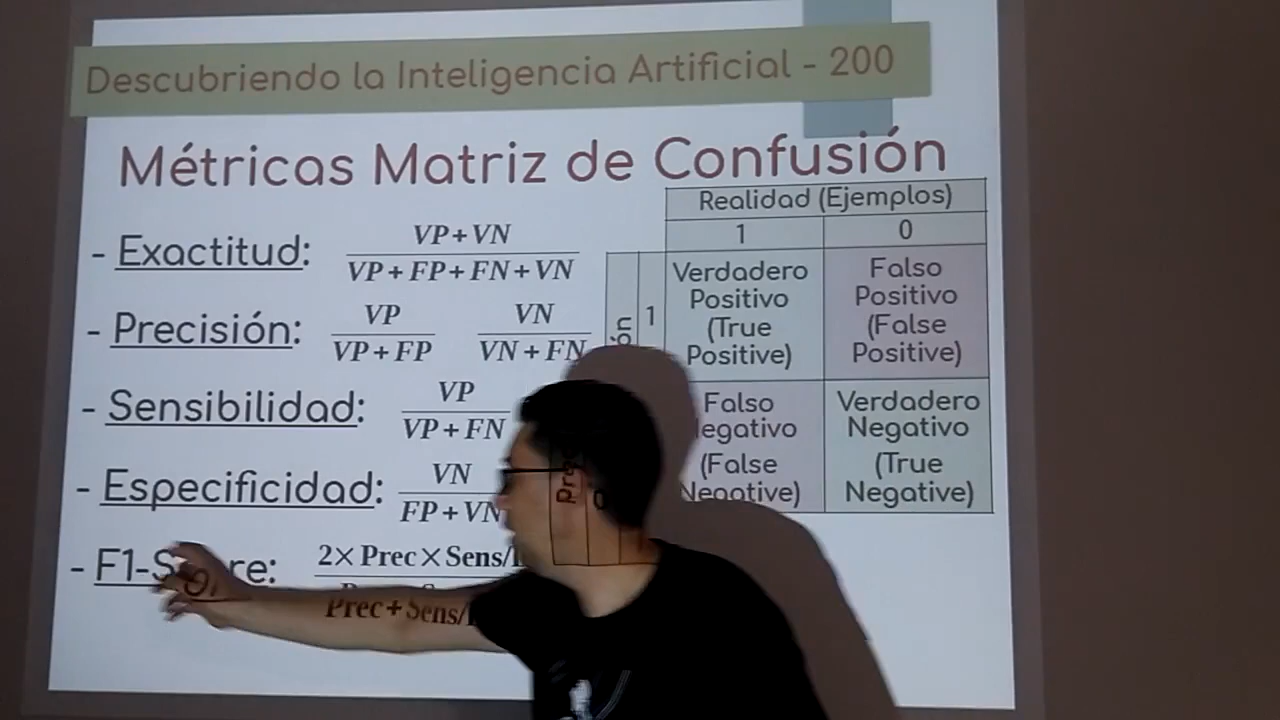 Descubriendo la Inteligencia Artificial - 200
Métricas Matriz de Confusión
- Exactitud: VP+VN
VP+FP+FN+VN
- Precisión: VP VN
VP+FP VN+FN
- Sensibilidad: VP
VP+FN
- Especificidad: VN
FP+VN
- F1-Score: 2×Prec×Sens/
Prec+Sens/
Realidad (Ejemplos)
1 0
1
Verdadero
Positivo
(True
Positive)
Falso
Positivo
(False
Positive)
0
Falso
Negativo
(False
Negative)
Verdadero
Negativo
(True
Negative)